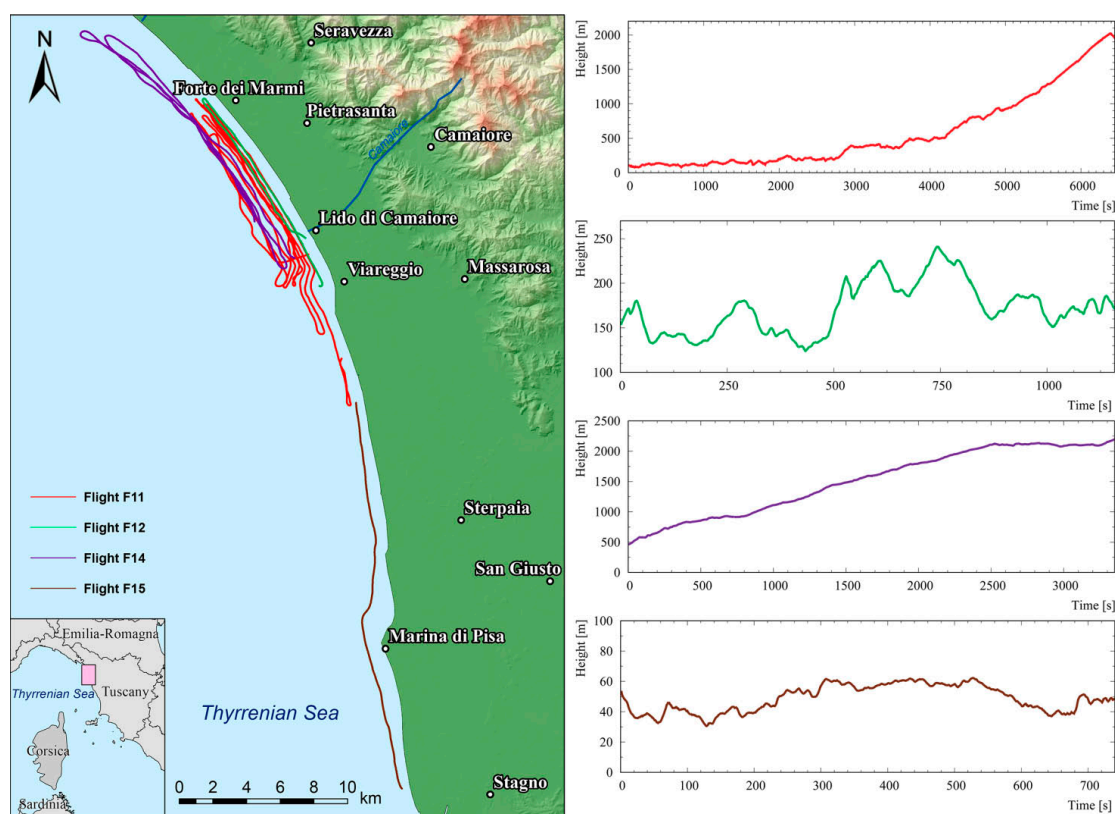 N
Seravezza
Forte dei Marmi
Pietrasanta
Camaiore
Camaiore
Lido di Camaiore
Viareggio
Massarosa
Sterpaia
San Giusto
Marina di Pisa
Stagno
Thyrrenian Sea
0 2 4 6 8 10
km
Flight F11
Flight F12
Flight F14
Flight F15
Emilia-Romagna
Thyrrenian Sea
Tuscany
Corsica
Sardinia
Height [m]
2000
1500
1000
500
0
0 1000 2000 3000 4000 5000 6000
Time [s]
Height [m]
250
200
150
100
0 250 500 750 1000
Time [s]
Height [m]
2500
2000
1500
1000
500
0
0 500 1000 1500 2000 2500 3000
Time [s]
Height [m]
100
80
60
40
20
0
0 100 200 300 400 500 600 700
Time [s]